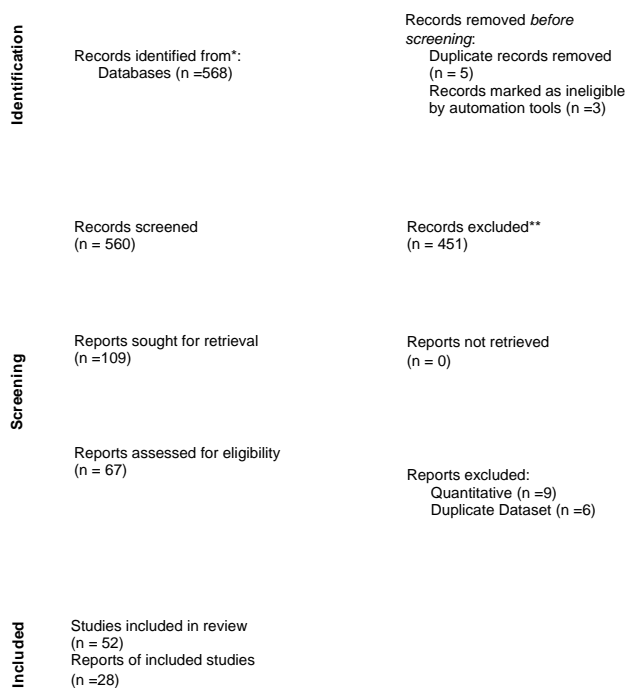 Identification
Records identified from*:
Databases (n =568)
Records removed before
screening:
Duplicate records removed
(n = 5)
Records marked as ineligible
by automation tools (n =3)
Screening
Records screened
(n = 560)
Records excluded**
(n = 451)
Reports sought for retrieval
(n =109)
Reports not retrieved
(n = 0)
Reports assessed for eligibility
(n = 67)
Reports excluded:
Quantitative (n =9)
Duplicate Dataset (n =6)
Included
Studies included in review
(n = 52)
Reports of included studies
(n =28)